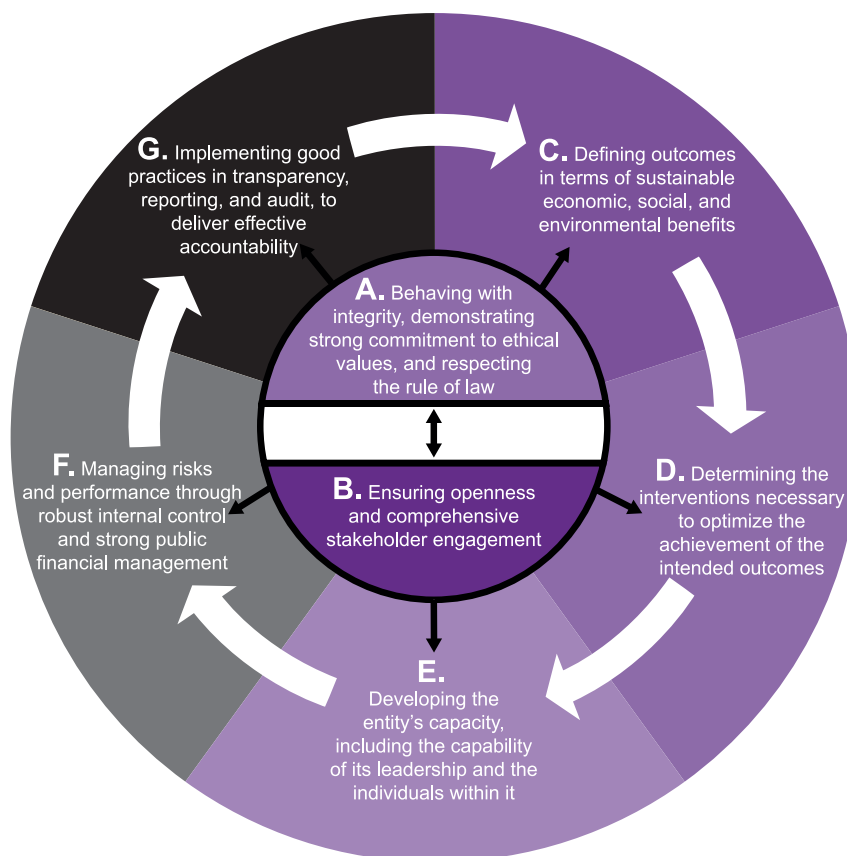 A. Behaving with
integrity, demonstrating
strong commitment to ethical
values, and respecting
the rule of law
B. Ensuring openness
and comprehensive
stakeholder engagement
C. Defining outcomes
in terms of sustainable
economic, social, and
environmental benefits
D. Determining the
interventions necessary
to optimize the
achievement of the
intended outcomes
E.
Developing the
entity’s capacity,
including the capability
of its leadership and the
individuals within it
F. Managing risks
and performance through
robust internal control
and strong public
financial management
G. Implementing good
practices in transparency,
reporting, and audit, to
deliver effective
accountability